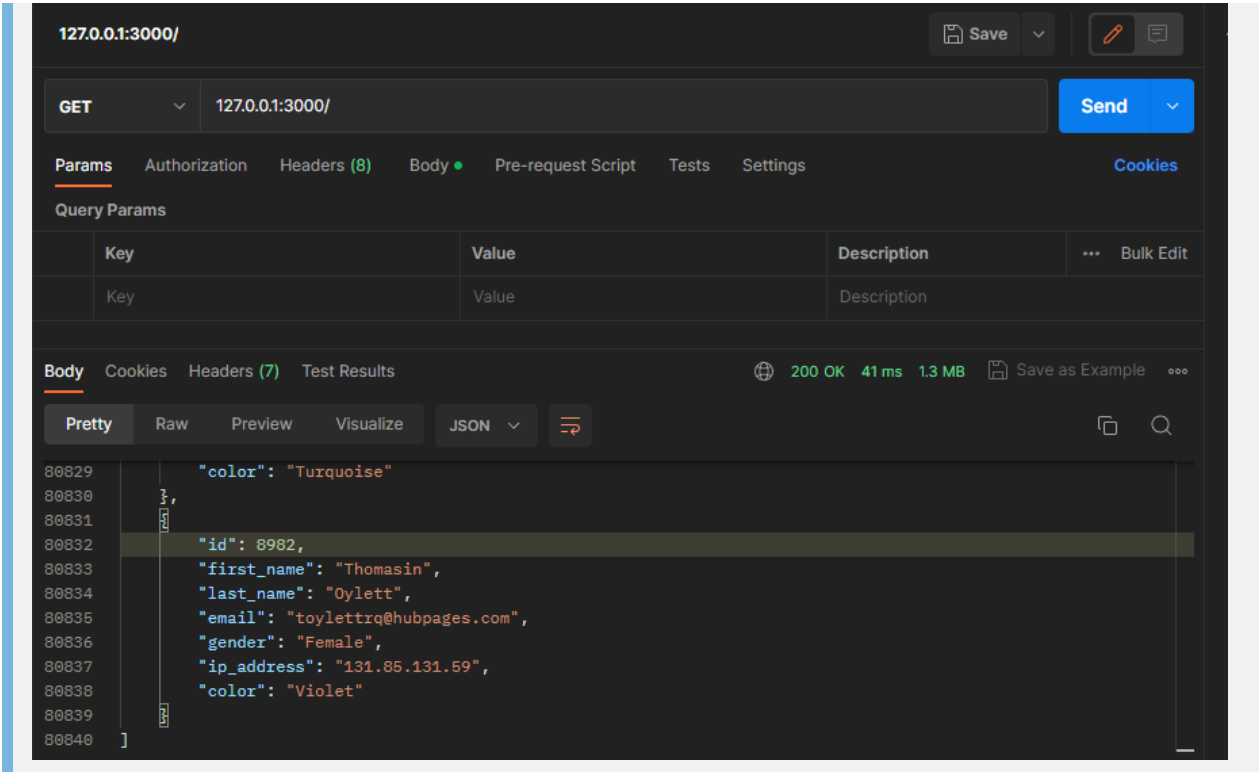 127.0.0.1:3000/ Save
GET 127.0.0.1:3000/ Send
Params Authorization Headers (8) Body Pre-request Script Tests Settings Cookies
Query Params
Key Value Description Bulk Edit
Key Value Description
Body Cookies Headers (7) Test Results 200 OK 41 ms 1.3 MB Save as Example
Pretty Raw Preview Visualize JSON
80829 "color": "Turquoise"
80830 },
80831 {
80832 "id": 8982,
80833 "first_name": "Thomasin",
80834 "last_name": "Oylett",
80835 "email": "toylettrq@hubpages.com",
80836 "gender": "Female",
80837 "ip_address": "131.85.131.59",
80838 "color": "Violet"
80839 }
80840 ]